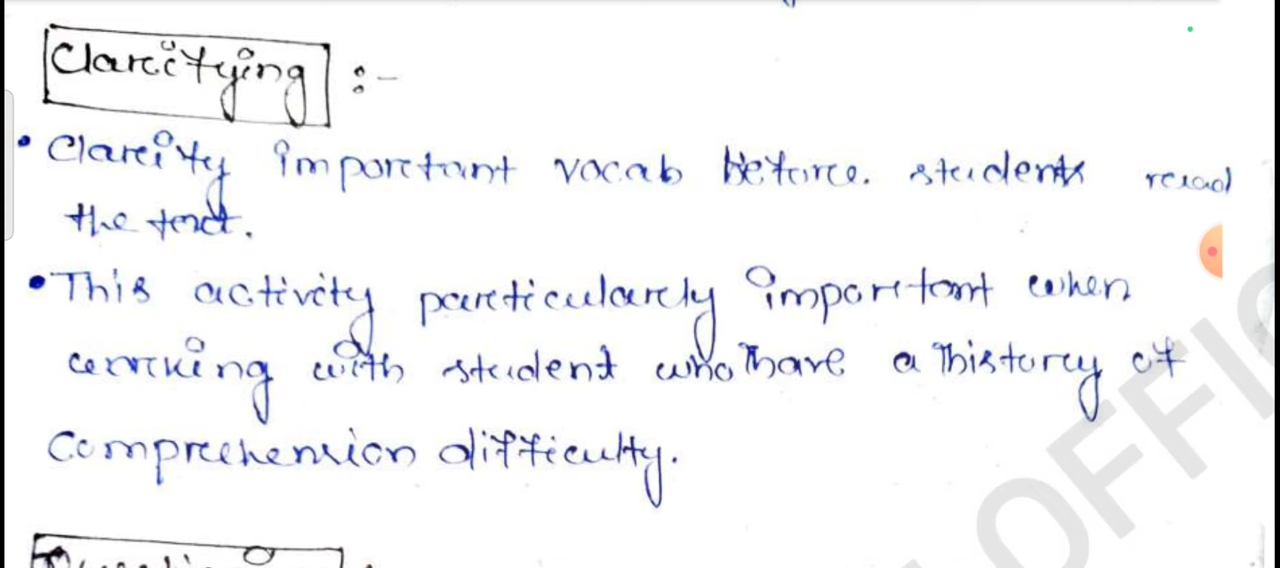 Clarifying :-
• Clarify important vocab before. students read
the text.
• This activity particularly important when
working with student who have a history of
comprehension difficulty.
OFFIC